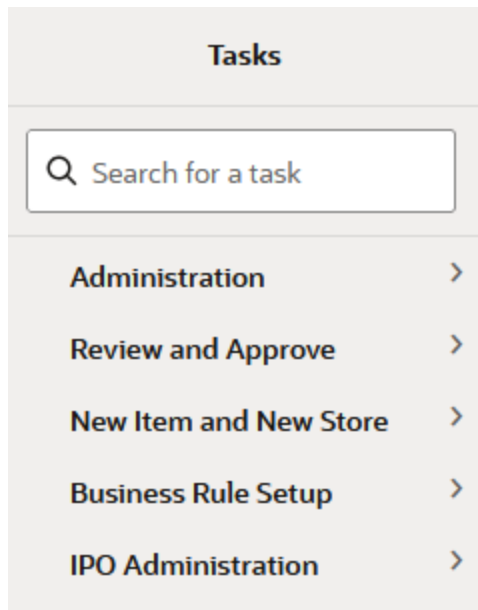 Tasks
Search for a task
Administration
Review and Approve
New Item and New Store
Business Rule Setup
IPO Administration